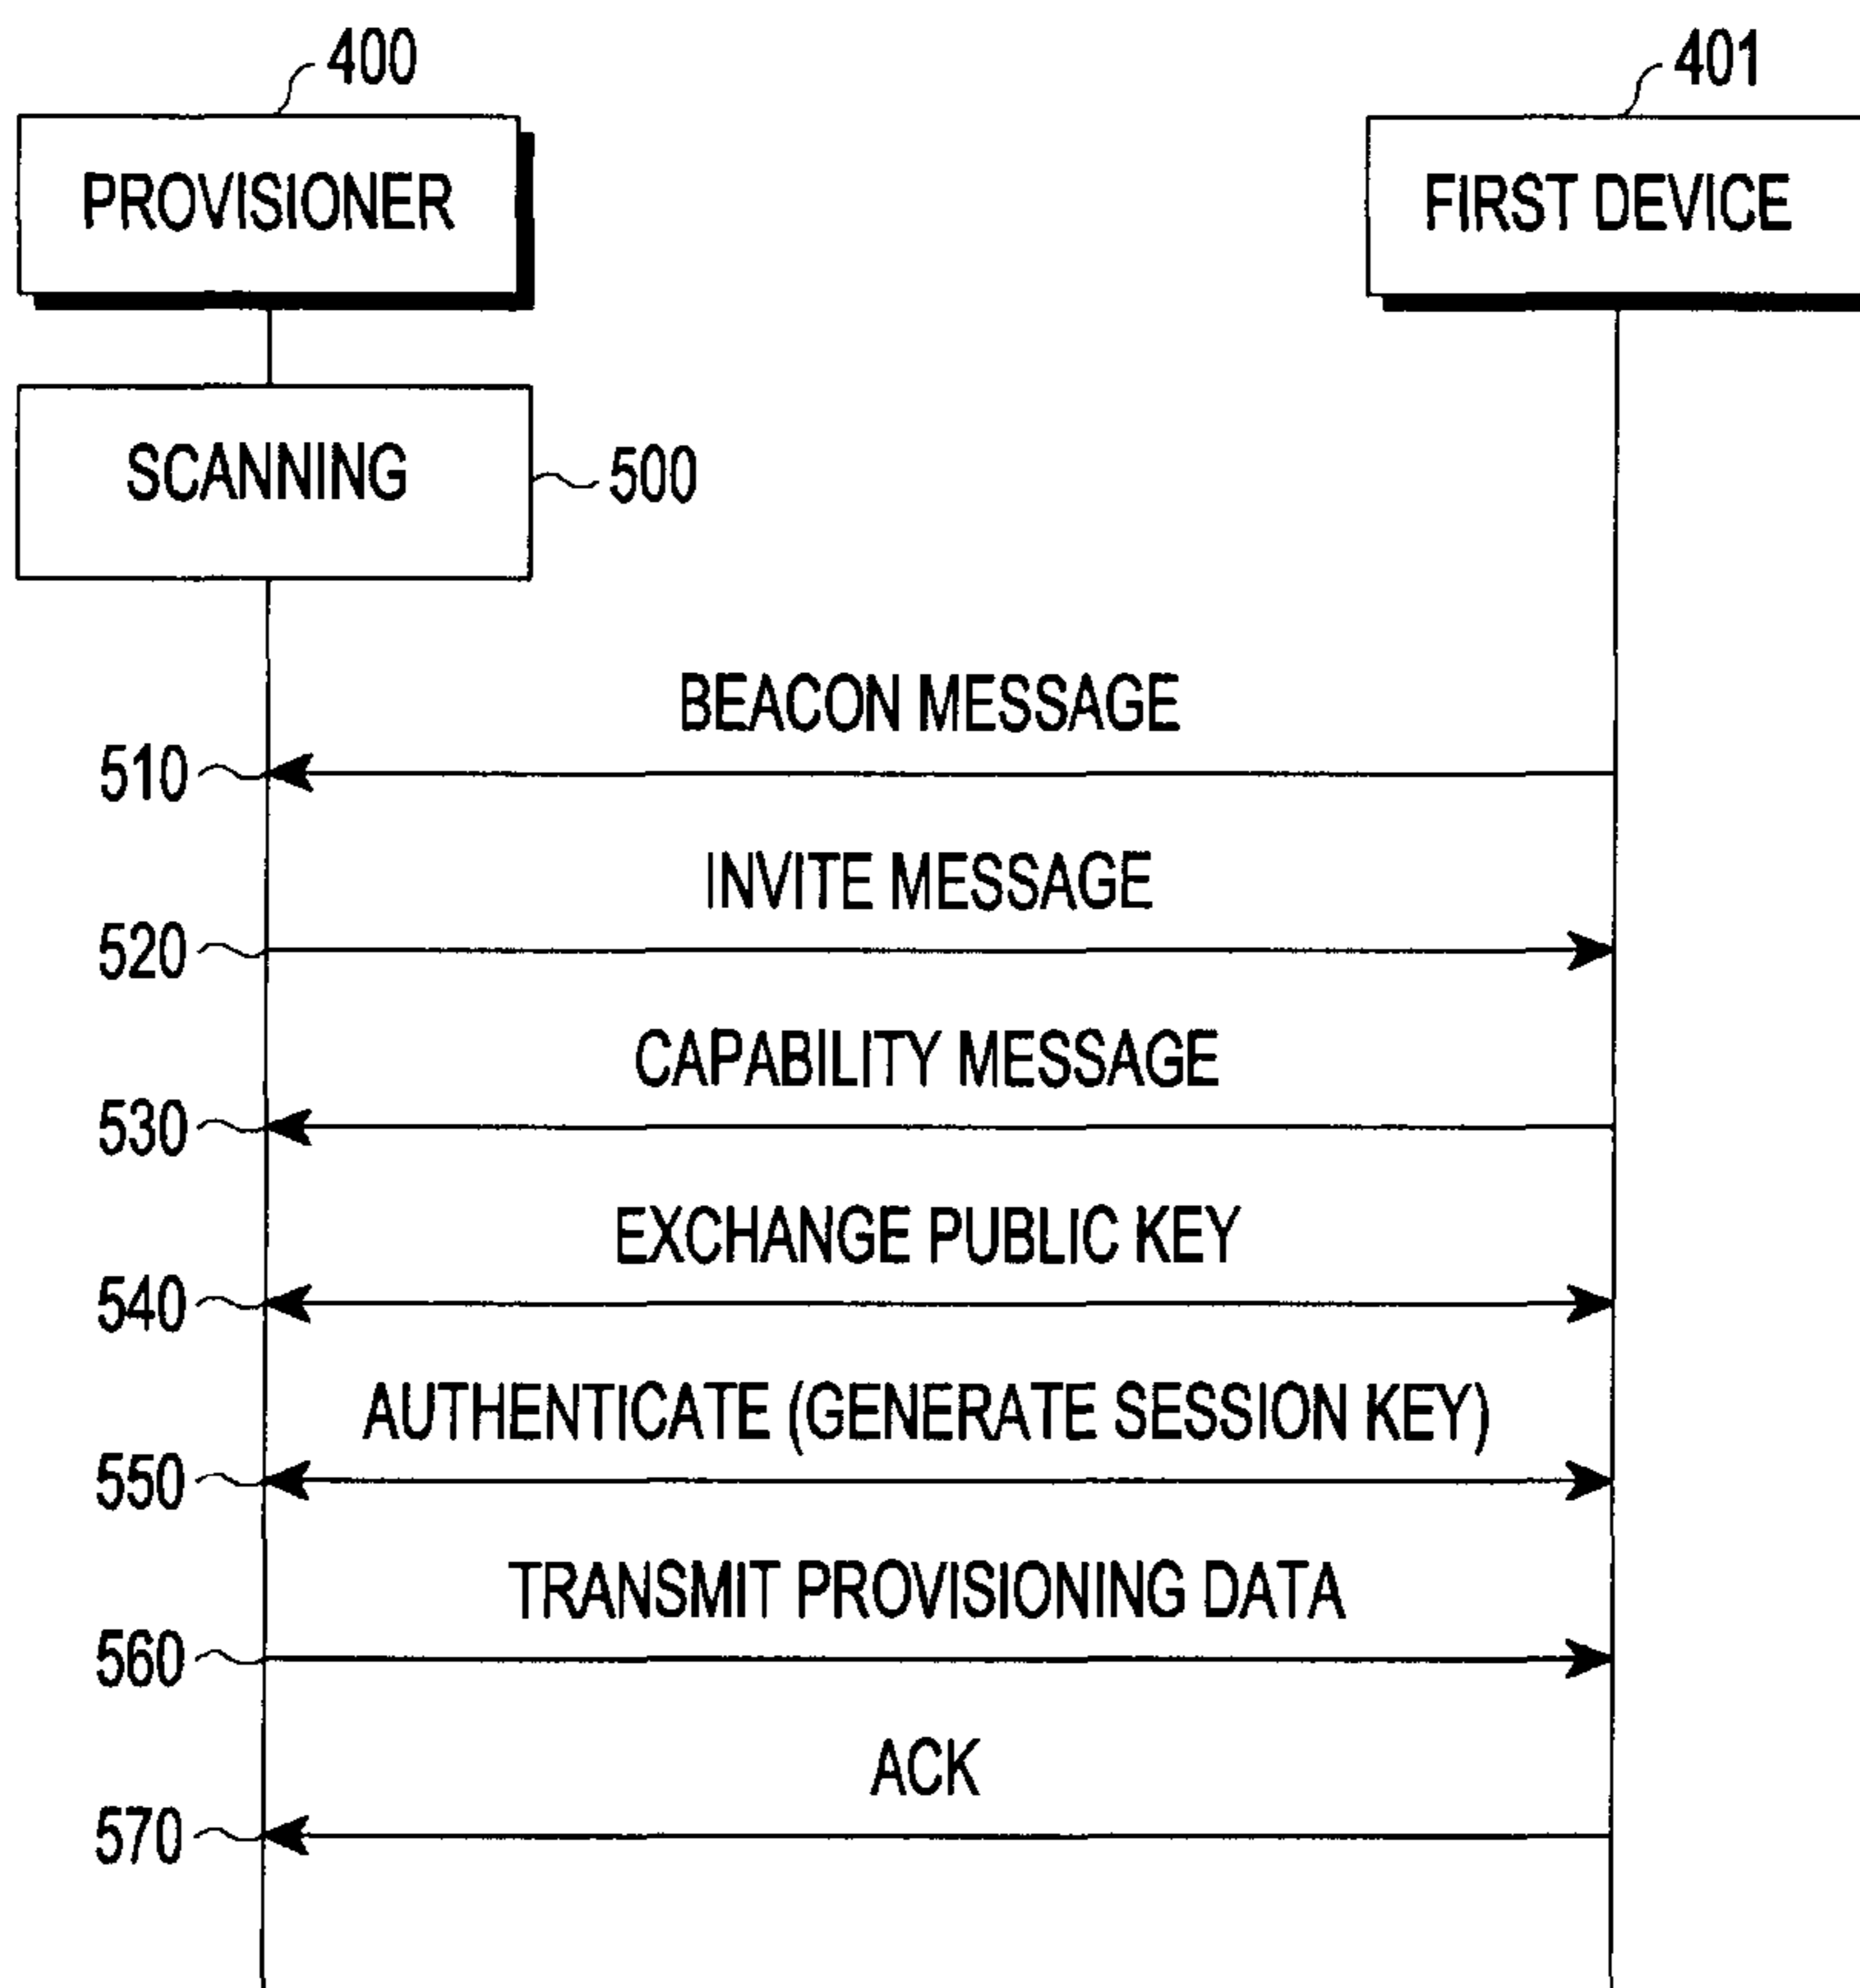 400
401
PROVISIONER
FIRST DEVICE
SCANNING
500
BEACON MESSAGE
510
INVITE MESSAGE
520
CAPABILITY MESSAGE
530
EXCHANGE PUBLIC KEY
540
AUTHENTICATE (GENERATE SESSION KEY)
550
TRANSMIT PROVISIONING DATA
560
ACK
570